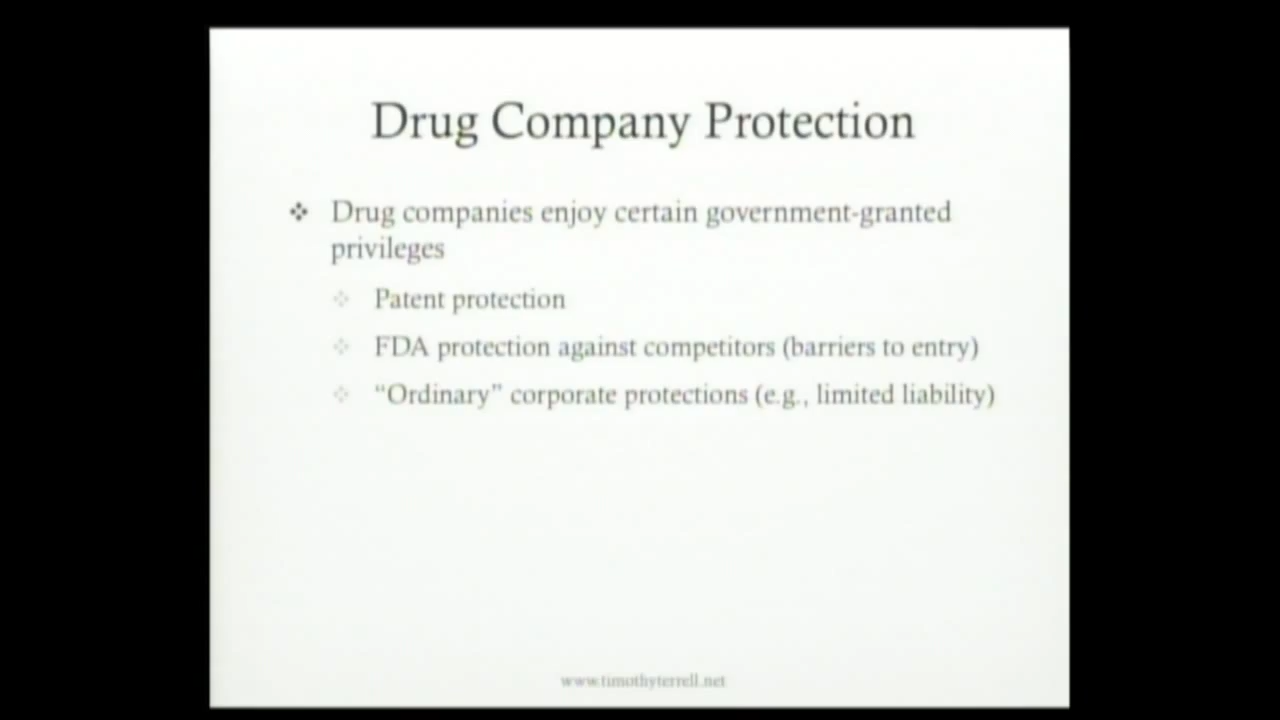 Drug Company Protection
Drug companies enjoy certain government-granted
privileges
Patent protection
FDA protection against competitors (barriers to entry)
“Ordinary” corporate protections (e.g., limited liability)
www.timothyterrell.net